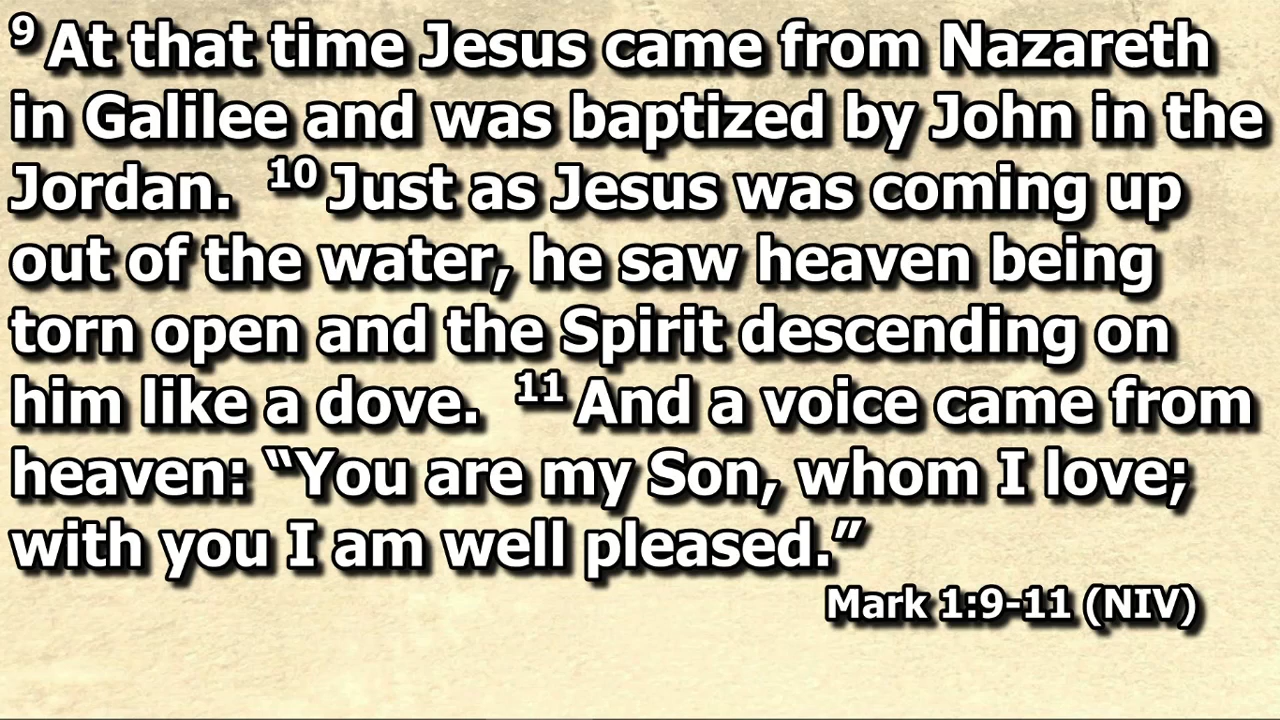 9 At that time Jesus came from Nazareth
in Galilee and was baptized by John in the
Jordan. 10 Just as Jesus was coming up
out of the water, he saw heaven being
torn open and the Spirit descending on
him like a dove. 11 And a voice came from
heaven: “You are my Son, whom I love;
with you I am well pleased.”
Mark 1:9-11 (NIV)